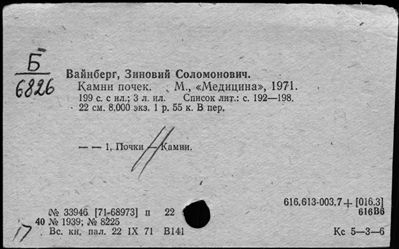 Б
6826
Вайнберг, Зиновий Соломонович.
Камни почек. М., «Медицина», 1971.
199 с. с ил.; 3 л. ил. Список лит.: с. 192—198.
22 см. 8.000 экз. 1 р. 55 к. В пер.
— — 1. Почки — Камни.
616.613-003.7+[016.3]
№ 33946 [71-68973] п 22
616В6
40 № 1939; № 8225
Вс. кн. пал. 22 IX 71 В141
Кс 5—3—6
17